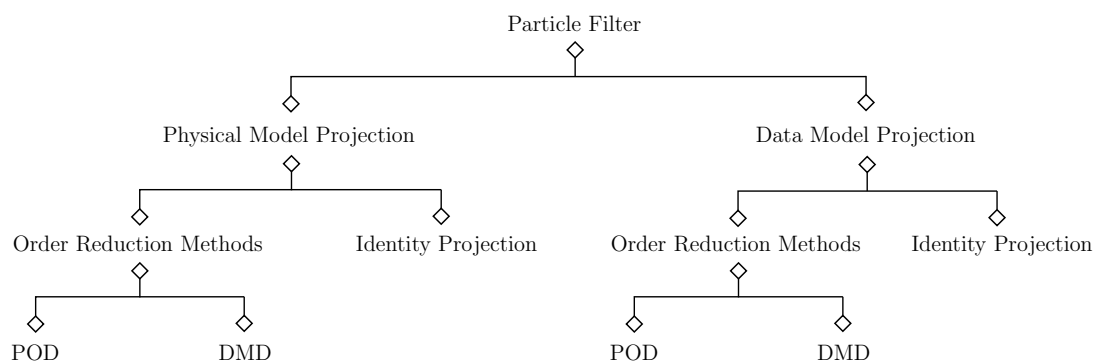 Particle Filter
Physical Model Projection
Data Model Projection
Order Reduction Methods
Identity Projection
Order Reduction Methods
Identity Projection
POD
DMD
POD
DMD